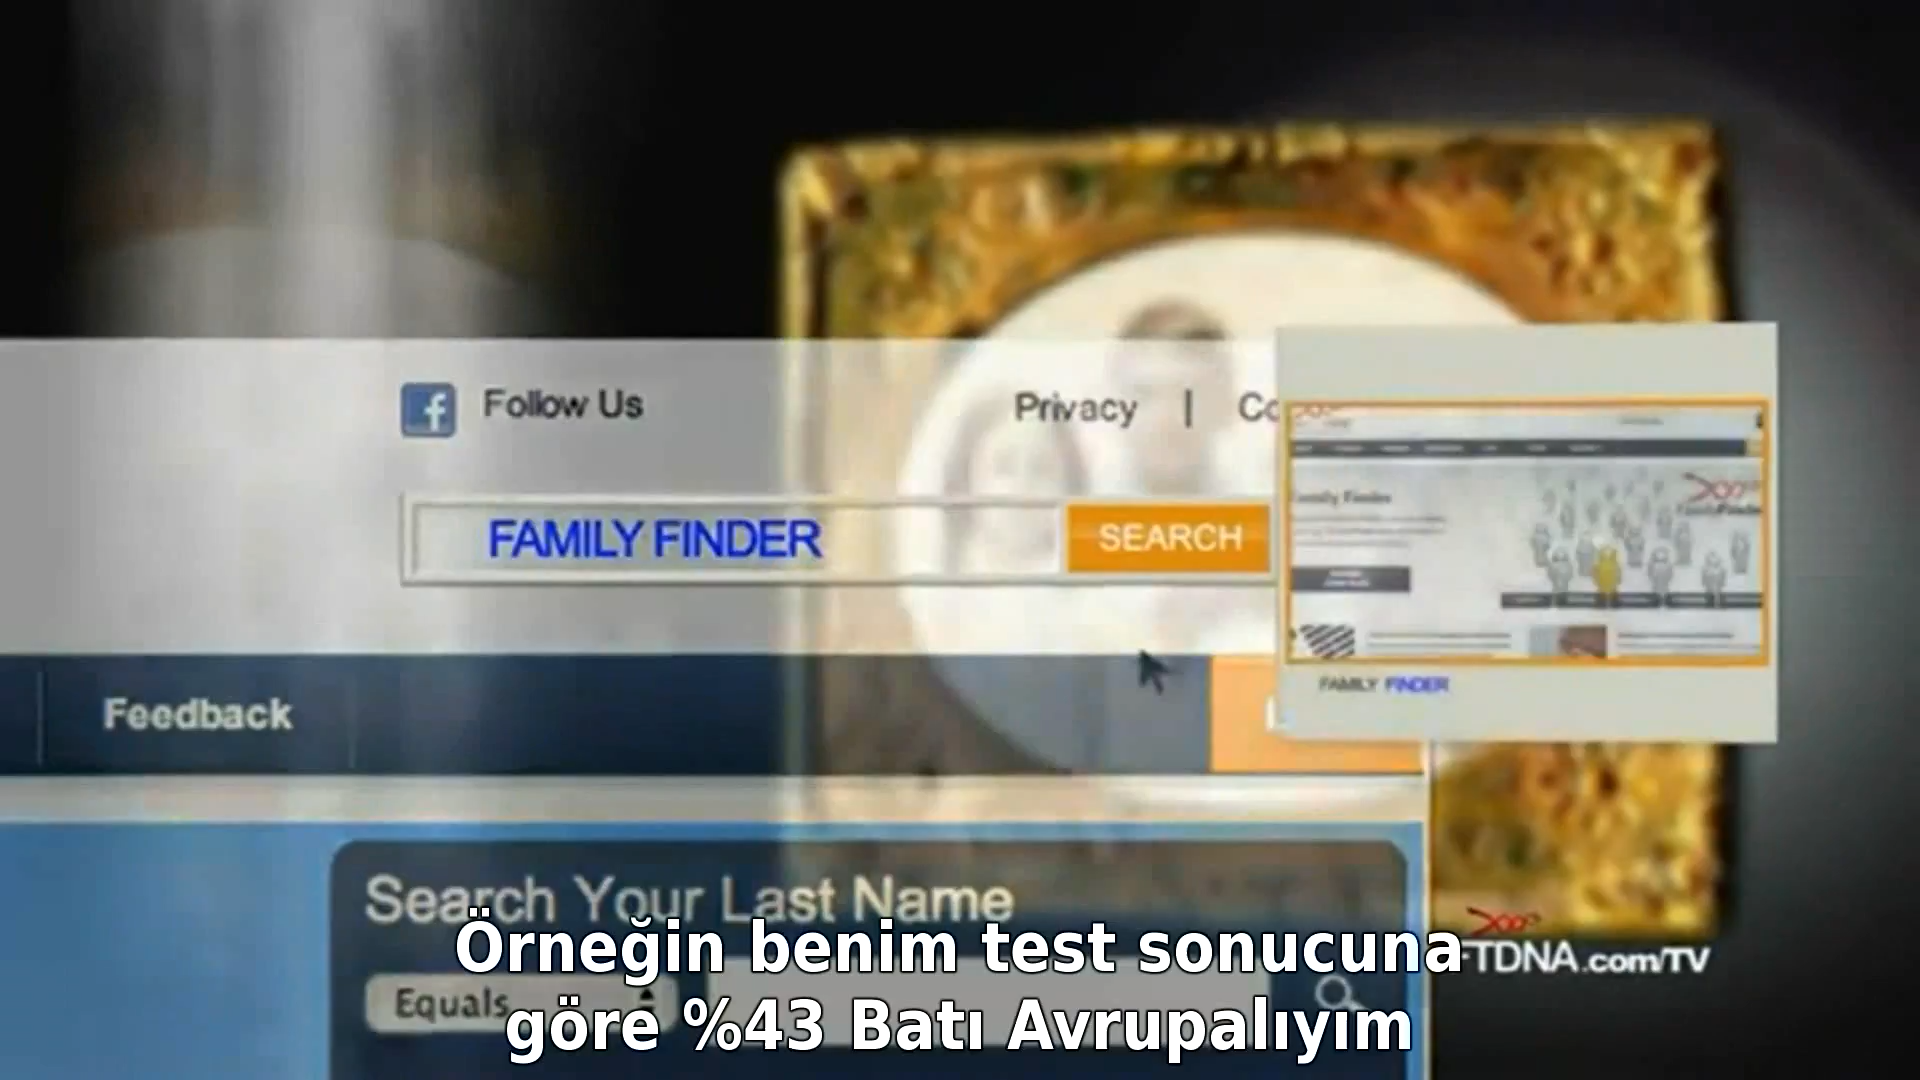 Follow Us
Privacy |
FAMILY FINDER
SEARCH
Family Finder
FAMILY FINDER
Feedback
Search Your Last Name
Equals
TDNA.com/TV
Örneğin benim test sonucuna
göre %43 Batı Avrupalıyım